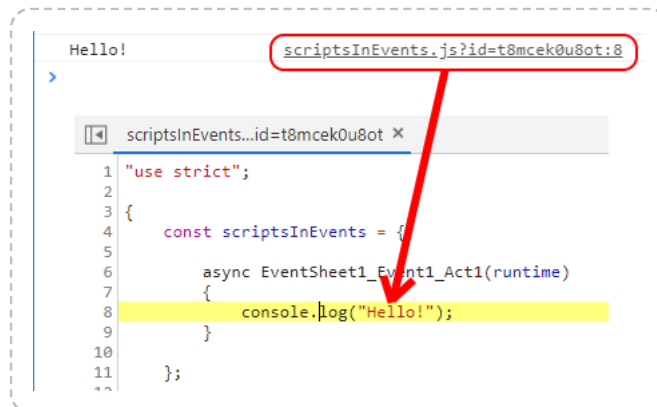 Hello! scriptsInEvents.js?id=t8mcek0u8ot:8
>
scriptsInEvents...id=t8mcek0u8ot ×
1 "use strict";
2
3 {
4 const scriptsInEvents = {
5
6 async EventSheet1_Event1_Act1(runtime)
7 {
8 console.log("Hello!");
9 }
10
11 };